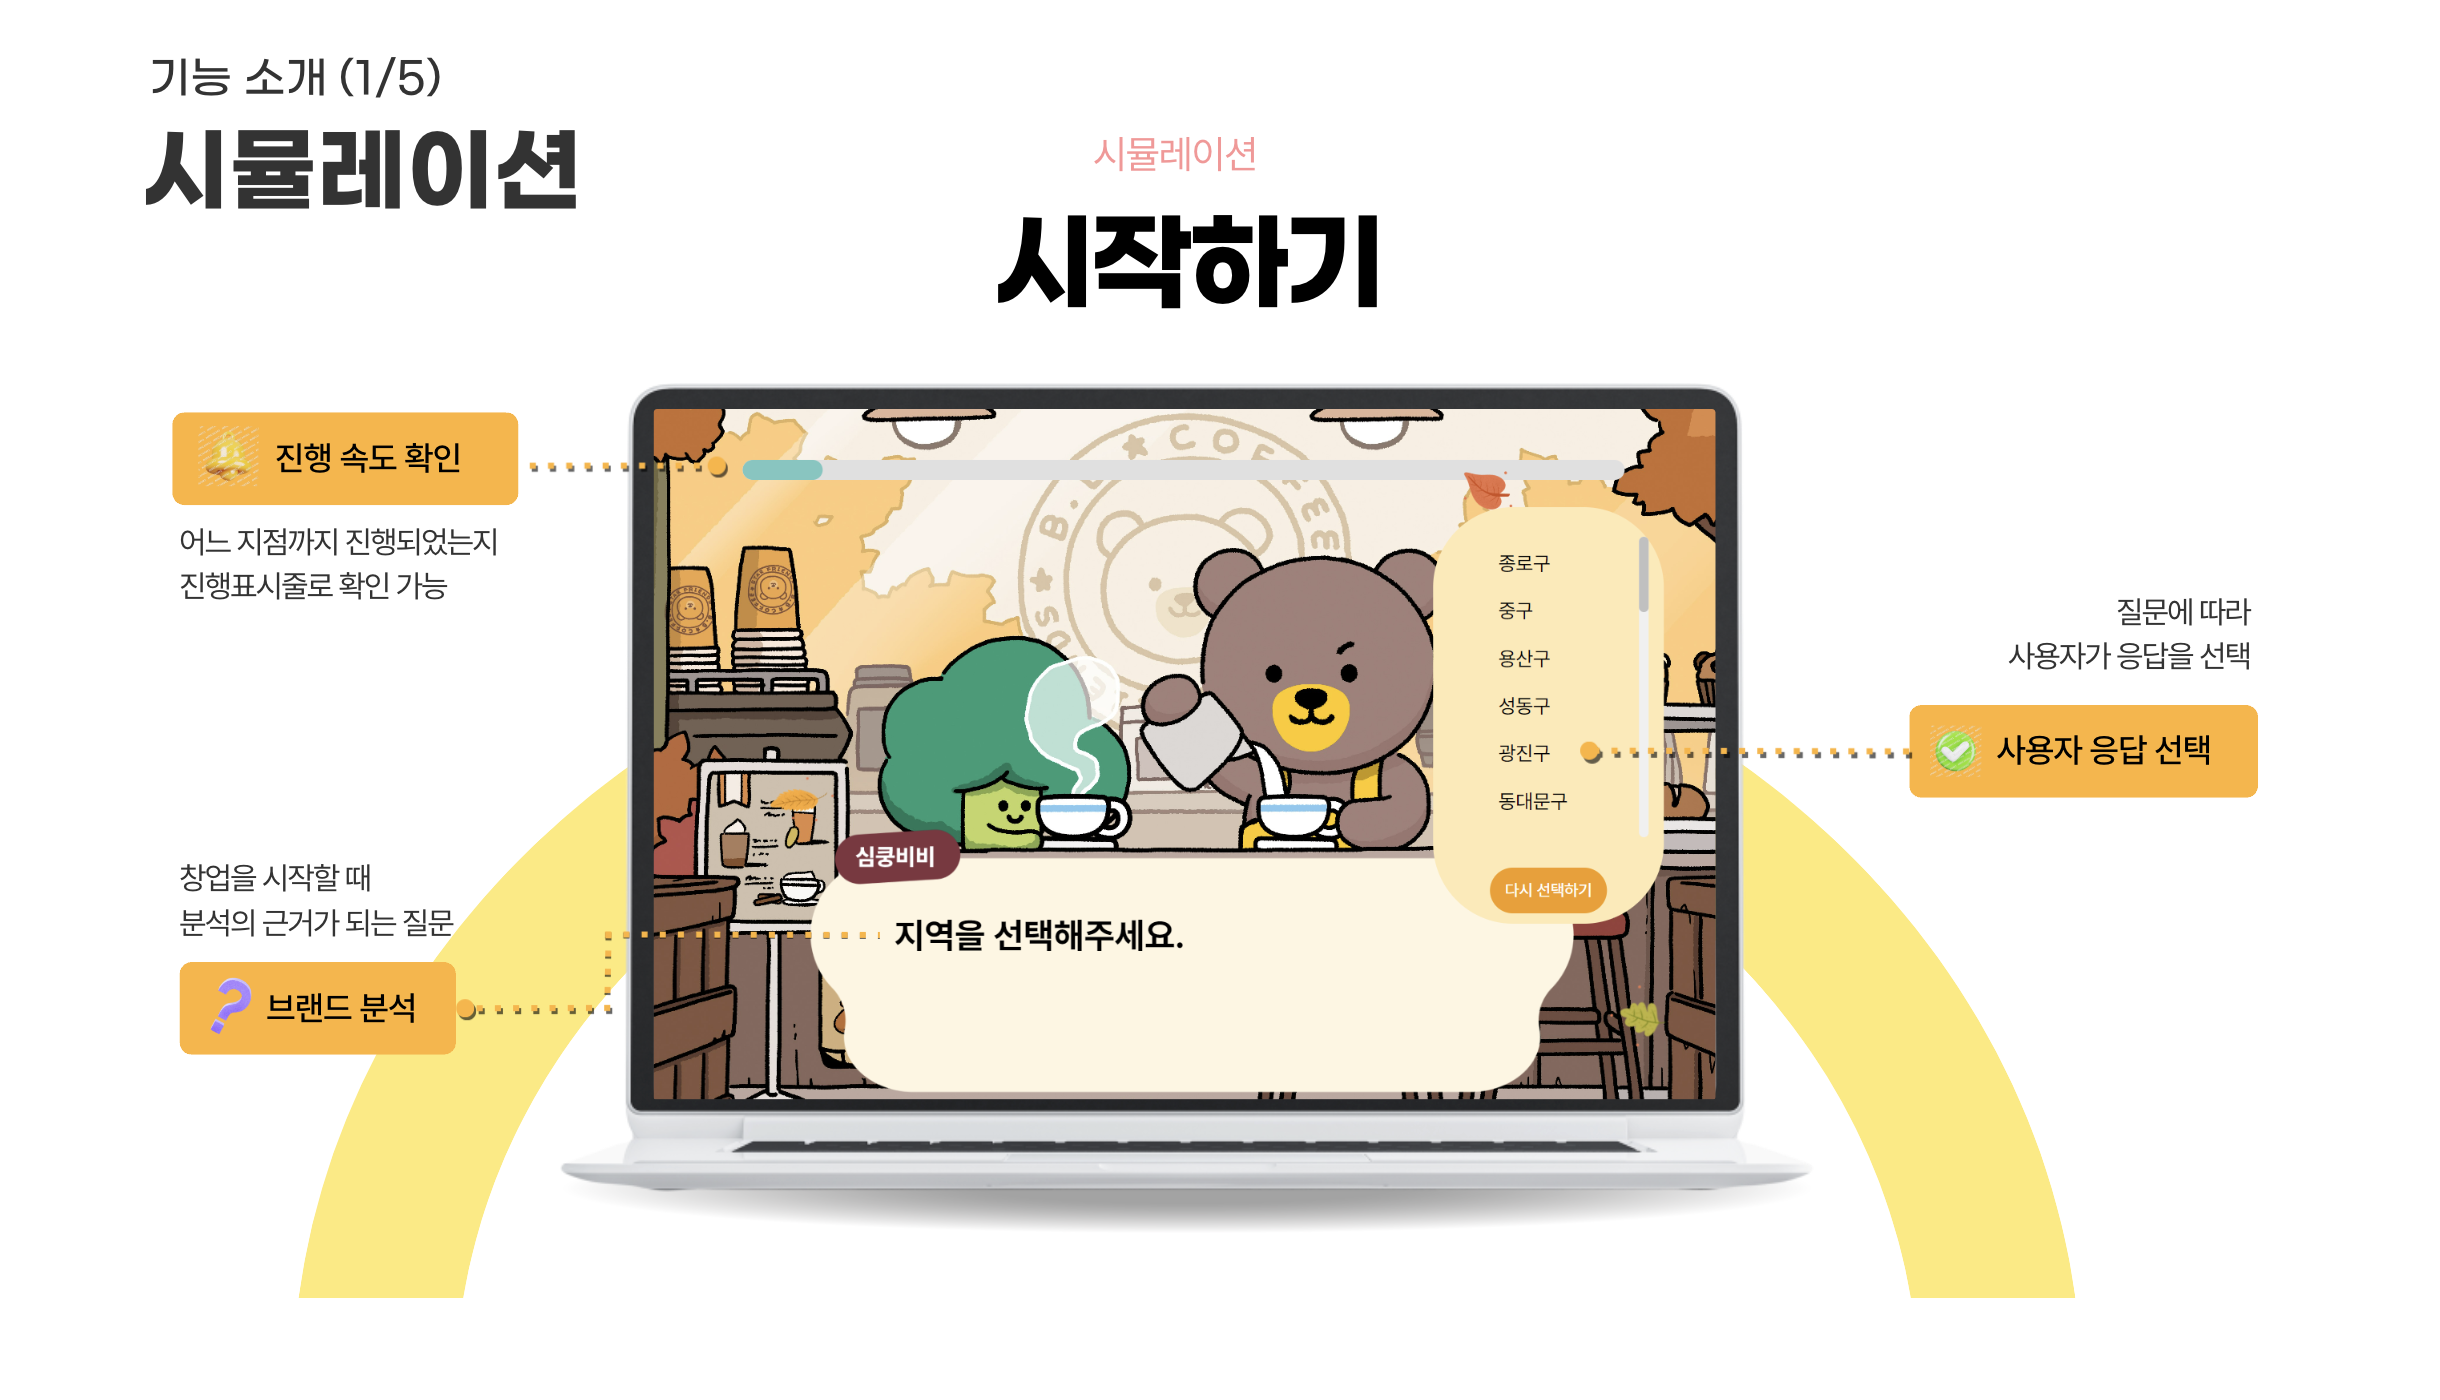 기능 소개 (1/5)
시뮬레이션
시뮬레이션
시작하기
진행 속도 확인
어느 지점까지 진행되었는지
진행표시줄로 확인 가능
창업을 시작할 때
분석의 근거가 되는 질문
브랜드 분석
종로구
중구
용산구
성동구
광진구
동대문구
다시 선택하기
심쿵비비
지역을 선택해주세요.
질문에 따라
사용자가 응답을 선택
사용자 응답 선택